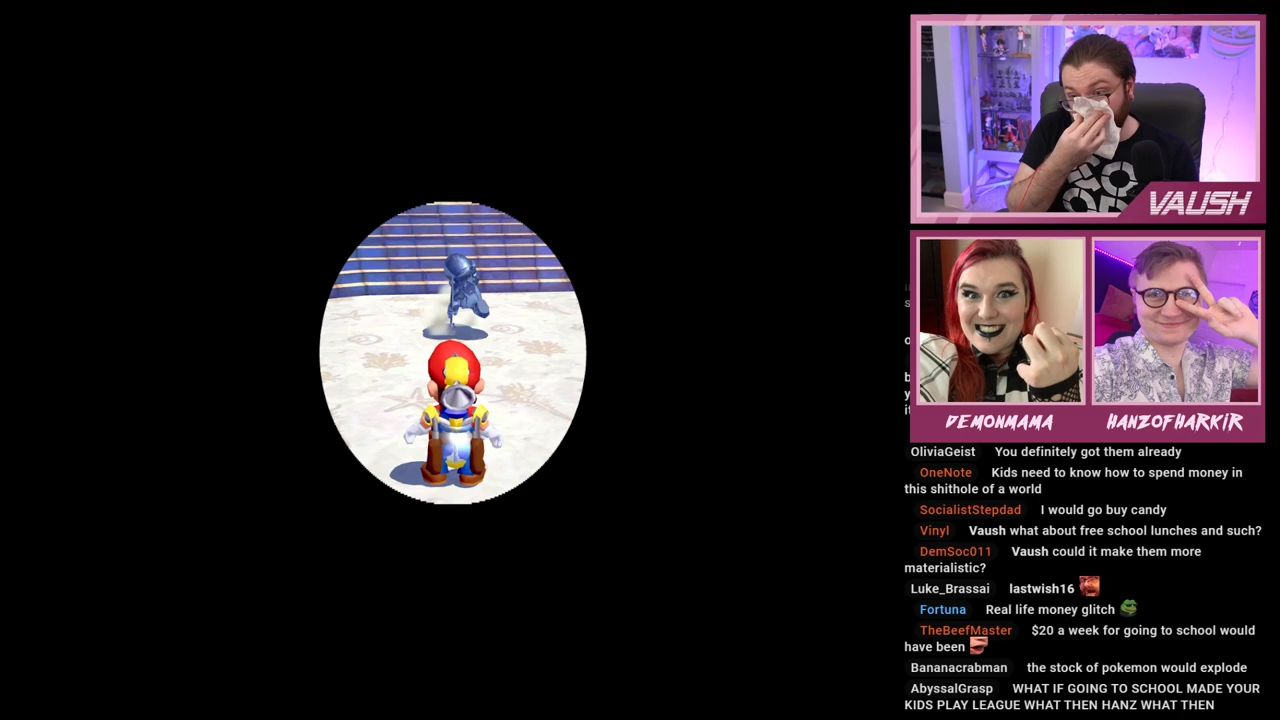 VAUSH
DEMONMAMA
HANZOFHARKIR
OliviaGeist You definitely got them already
OneNote Kids need to know how to spend money in
this shithole of a world
SocialistStepdad I would go buy candy
Vinyl Vaush what about free school lunches and such?
DemSoc011 Vaush could it make them more
materialistic?
Luke_Brassai lastwish16
Fortuna Real life money glitch
TheBeefMaster $20 a week for going to school would
have been
Bananacrabman the stock of pokemon would explode
AbyssalGrasp WHAT IF GOING TO SCHOOL MADE YOUR
KIDS PLAY LEAGUE WHAT THEN HANZ WHAT THEN